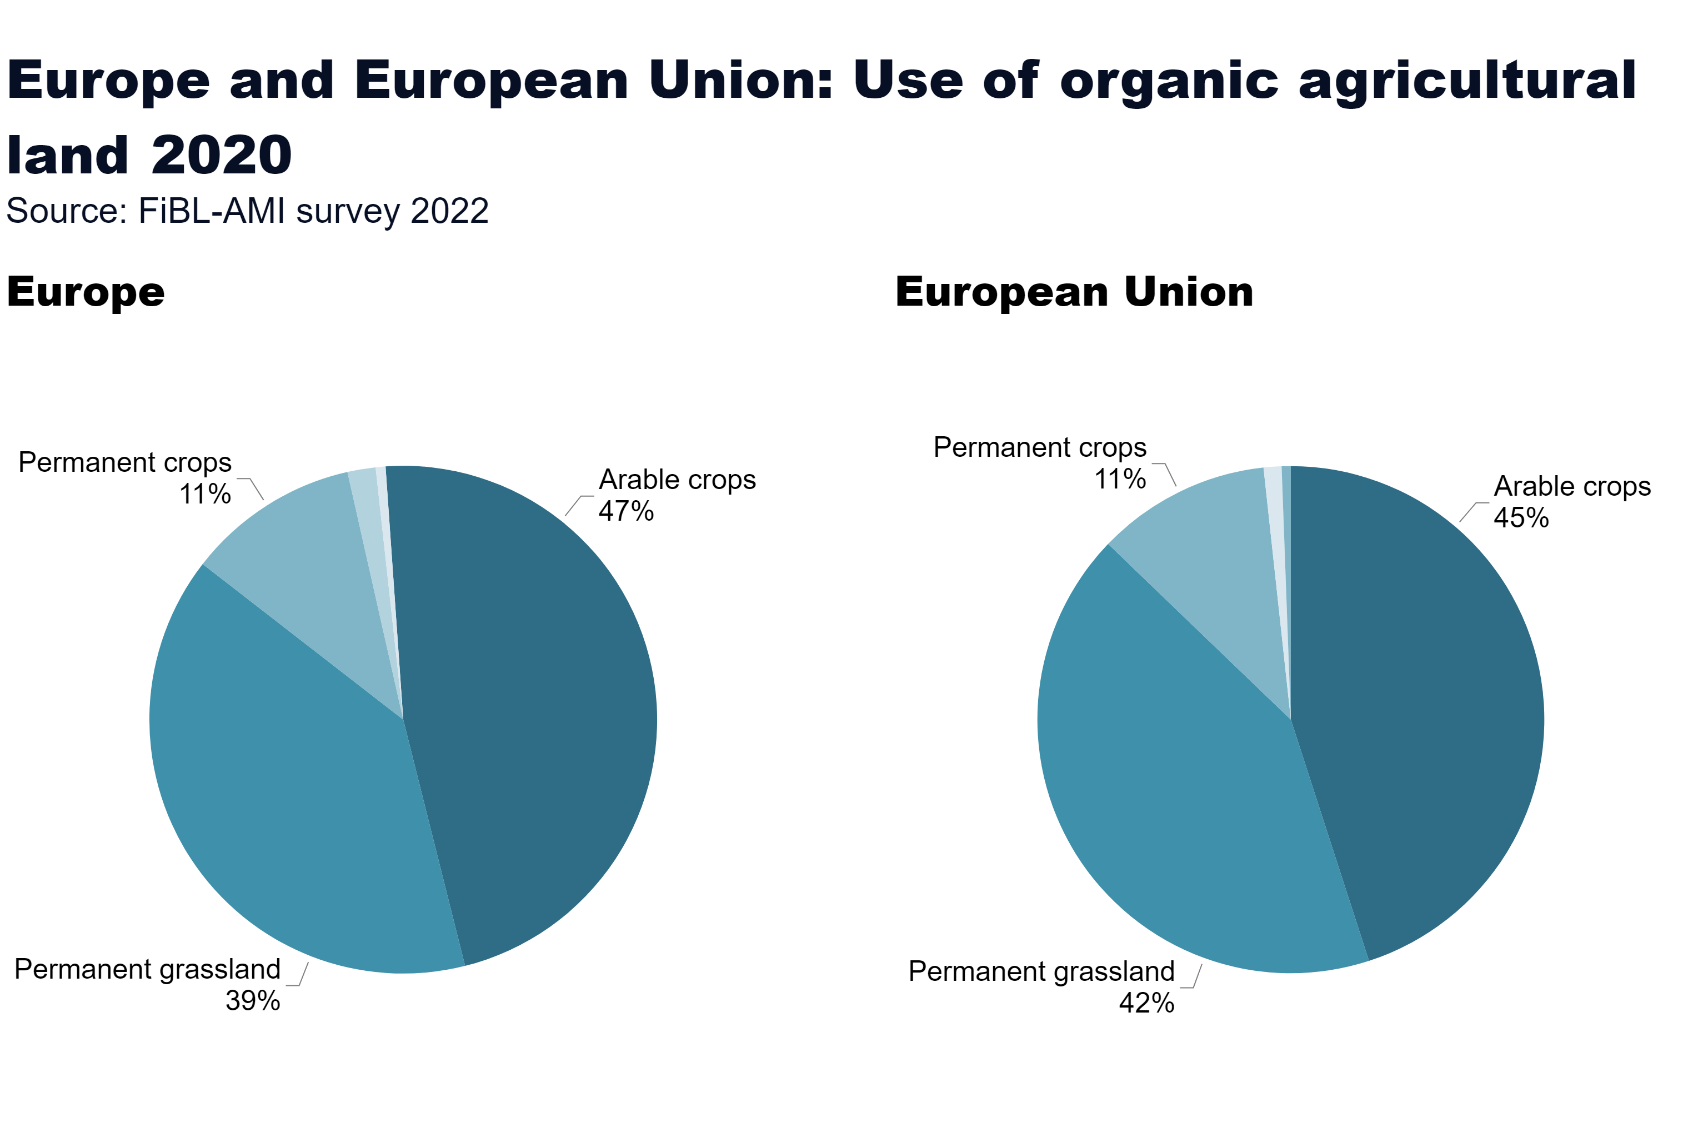 Europe and European Union: Use of organic agricultural
land 2020
Source: FiBL-AMI survey 2022
Europe
Permanent crops
11%
Arable crops
47%
Permanent grassland
39%
European Union
Permanent crops
11%
Arable crops
45%
Permanent grassland
42%